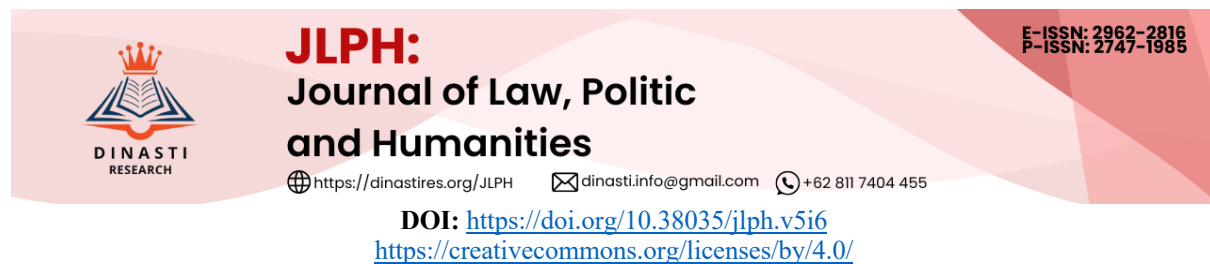 E-ISSN: 2962-2816
P-ISSN: 2747-1985
JLPH:
Journal of Law, Politic
and Humanities
DINASTI
RESEARCH
https://dinastires.org/JLPH dinasti.info@gmail.com +62 811 7404 455
DOI: https://doi.org/10.38035/jlph.v5i6
https://creativecommons.org/licenses/by/4.0/